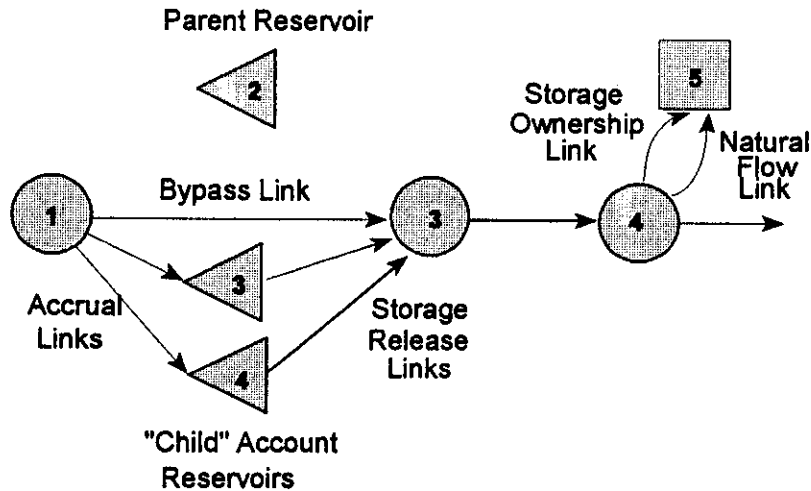 Parent Reservoir
2
5
Storage
Ownership
Link
Natural
Flow
Link
Bypass Link
1
3
4
3
Accrual
Links
Storage
Release
Links
4
"Child" Account
Reservoirs